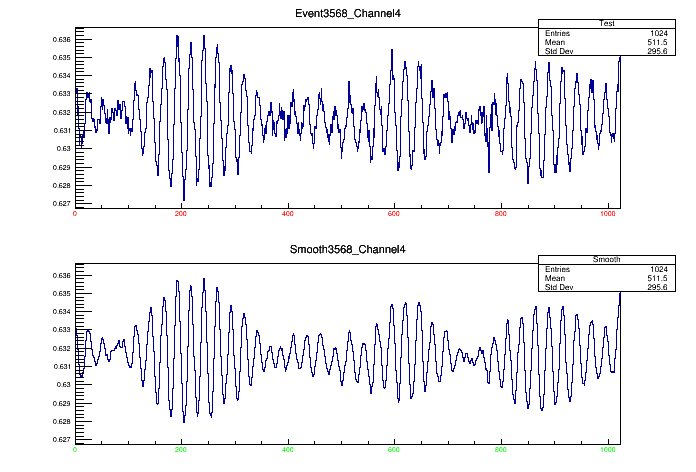 Event3568_Channel4
Test
Entries 1024
Mean 511.5
Std Dev 295.6
0.636
0.635
0.634
0.633
0.632
0.631
0.63
0.629
0.628
0.627
0 200 400 600 800 1000
Smooth3568_Channel4
Smooth
Entries 1024
Mean 511.5
Std Dev 295.6
0.636
0.635
0.634
0.633
0.632
0.631
0.63
0.629
0.628
0.627
0 200 400 600 800 1000